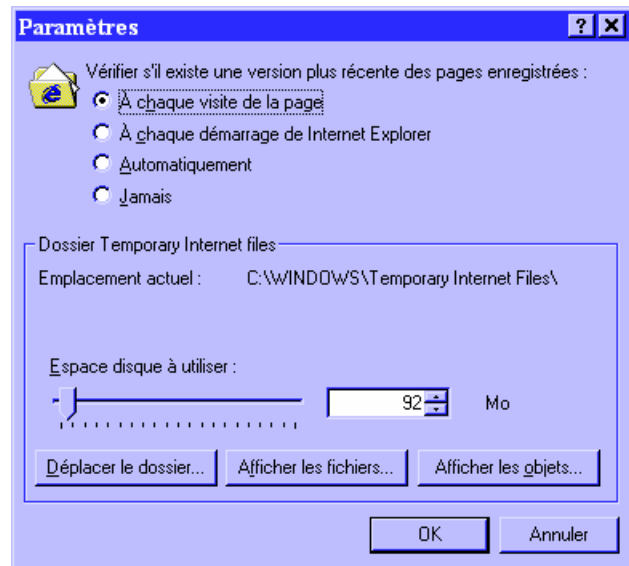 Paramètres
Vérifier s'il existe une version plus récente des pages enregistrées :
À chaque visite de la page
À chaque démarrage de Internet Explorer
Automatiquement
Jamais
Dossier Temporary Internet files
Emplacement actuel : C:\WINDOWS\Temporary Internet Files\
Espace disque à utiliser :
92 Mo
Déplacer le dossier... Afficher les fichiers... Afficher les objets...
OK Annuler